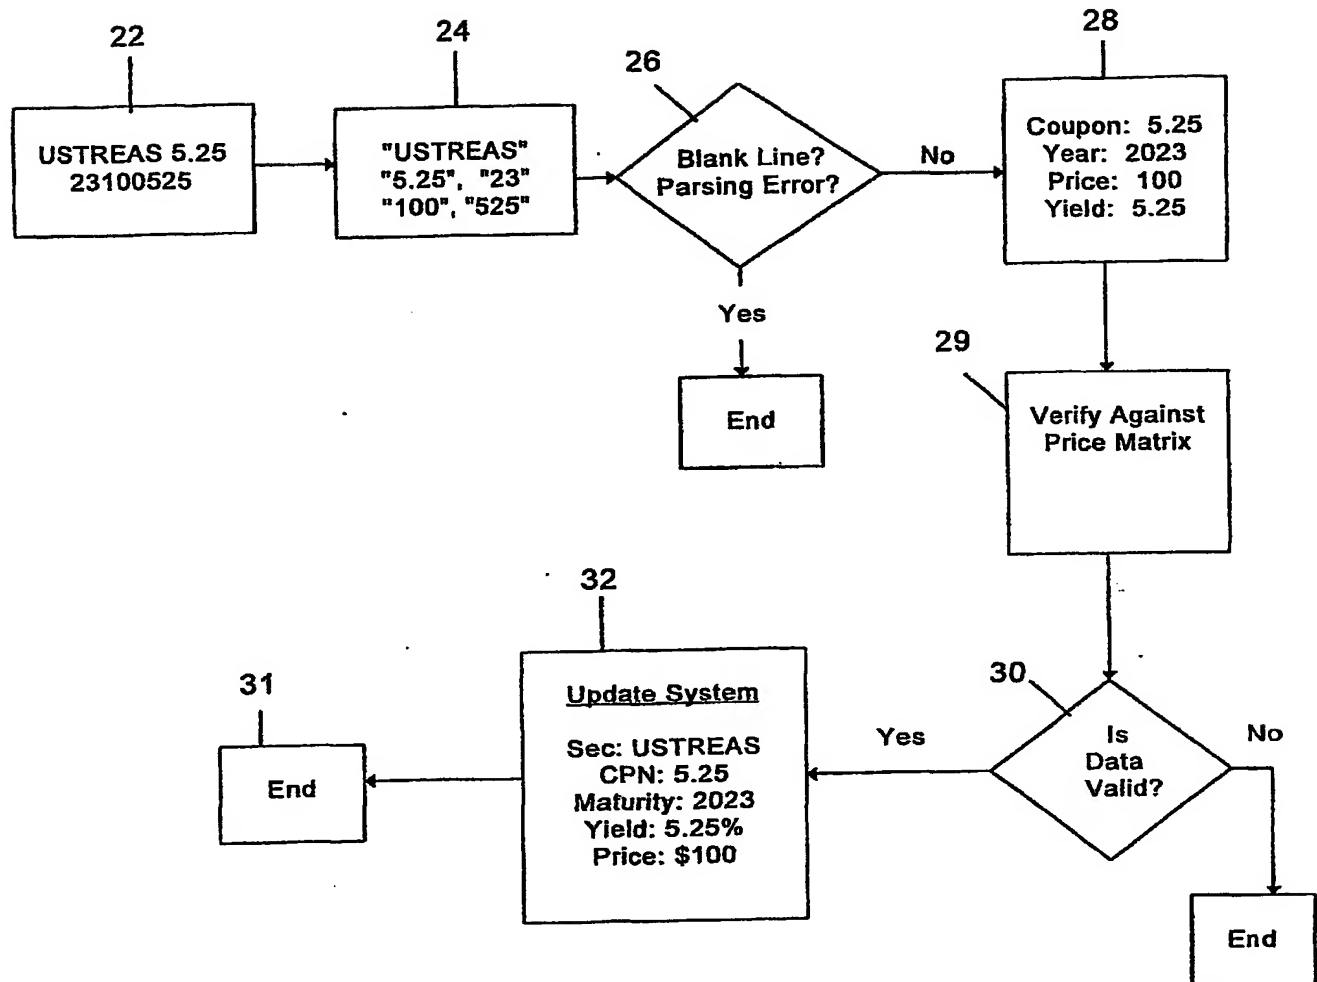 22
USTREAS 5.25
23100525
24
"USTREAS"
"5.25", "23"
"100", "525"
26
Blank Line?
Parsing Error?
No
Yes
End
28
Coupon: 5.25
Year: 2023
Price: 100
Yield: 5.25
29
Verify Against
Price Matrix
30
Is
Data
Valid?
No
End
Yes
32
Update System
Sec: USTREAS
CPN: 5.25
Maturity: 2023
Yield: 5.25%
Price: $100
31
End